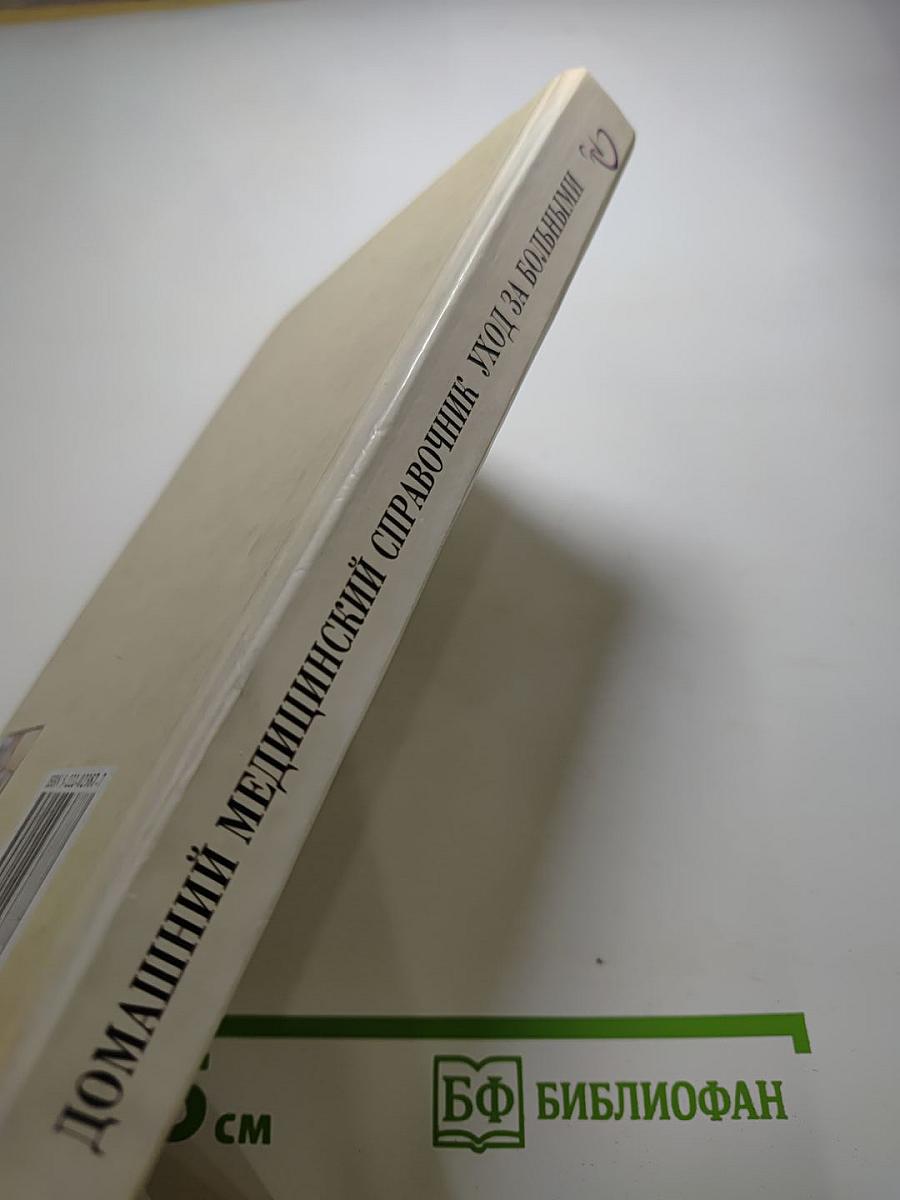 ДОМАШНИЙ МЕДИЦИНСКИЙ СПРАВОЧНИК УХОД ЗА БОЛЬНЫМИ
см
БФ БИБЛИОФАН